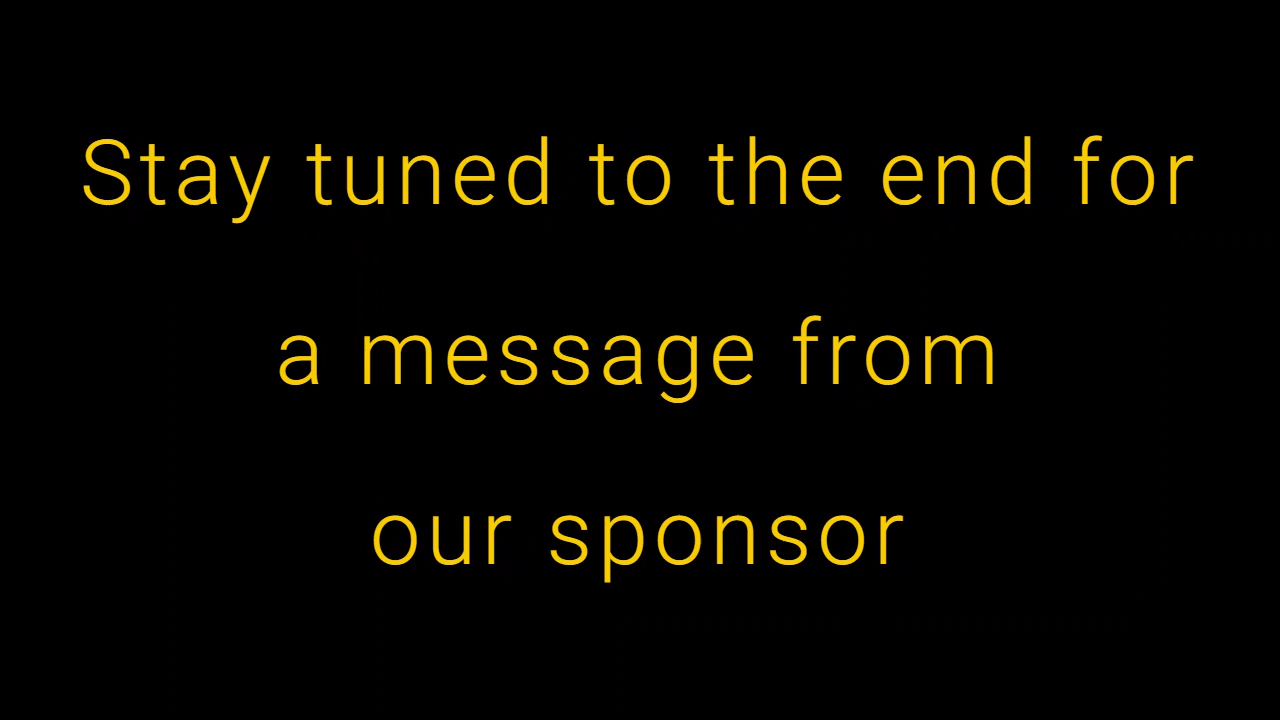 Stay tuned to the end for
a message from
our sponsor